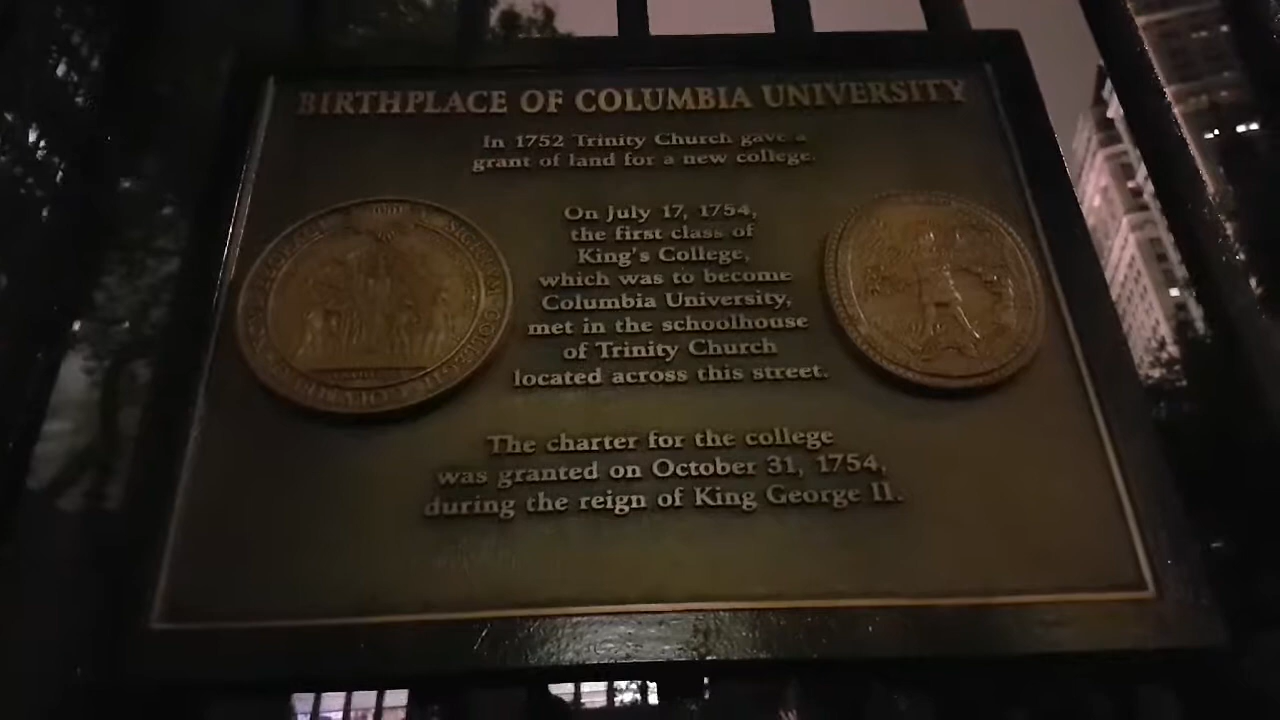 BIRTHPLACE OF COLUMBIA UNIVERSITY
In 1752 Trinity Church gave a
grant of land for a new college.
On July 17, 1754,
the first class of
King's College,
which was to become
Columbia University,
met in the schoolhouse
of Trinity Church
located across this street.
The charter for the college
was granted on October 31, 1754,
during the reign of King George II.